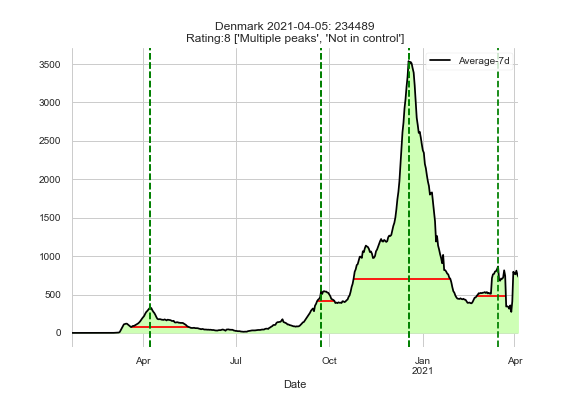 Denmark 2021-04-05: 234489
Rating:8 ['Multiple peaks', 'Not in control']
Average-7d
3500
3000
2500
2000
1500
1000
500
0
Apr
Jul
Oct
Jan
2021
Apr
Date